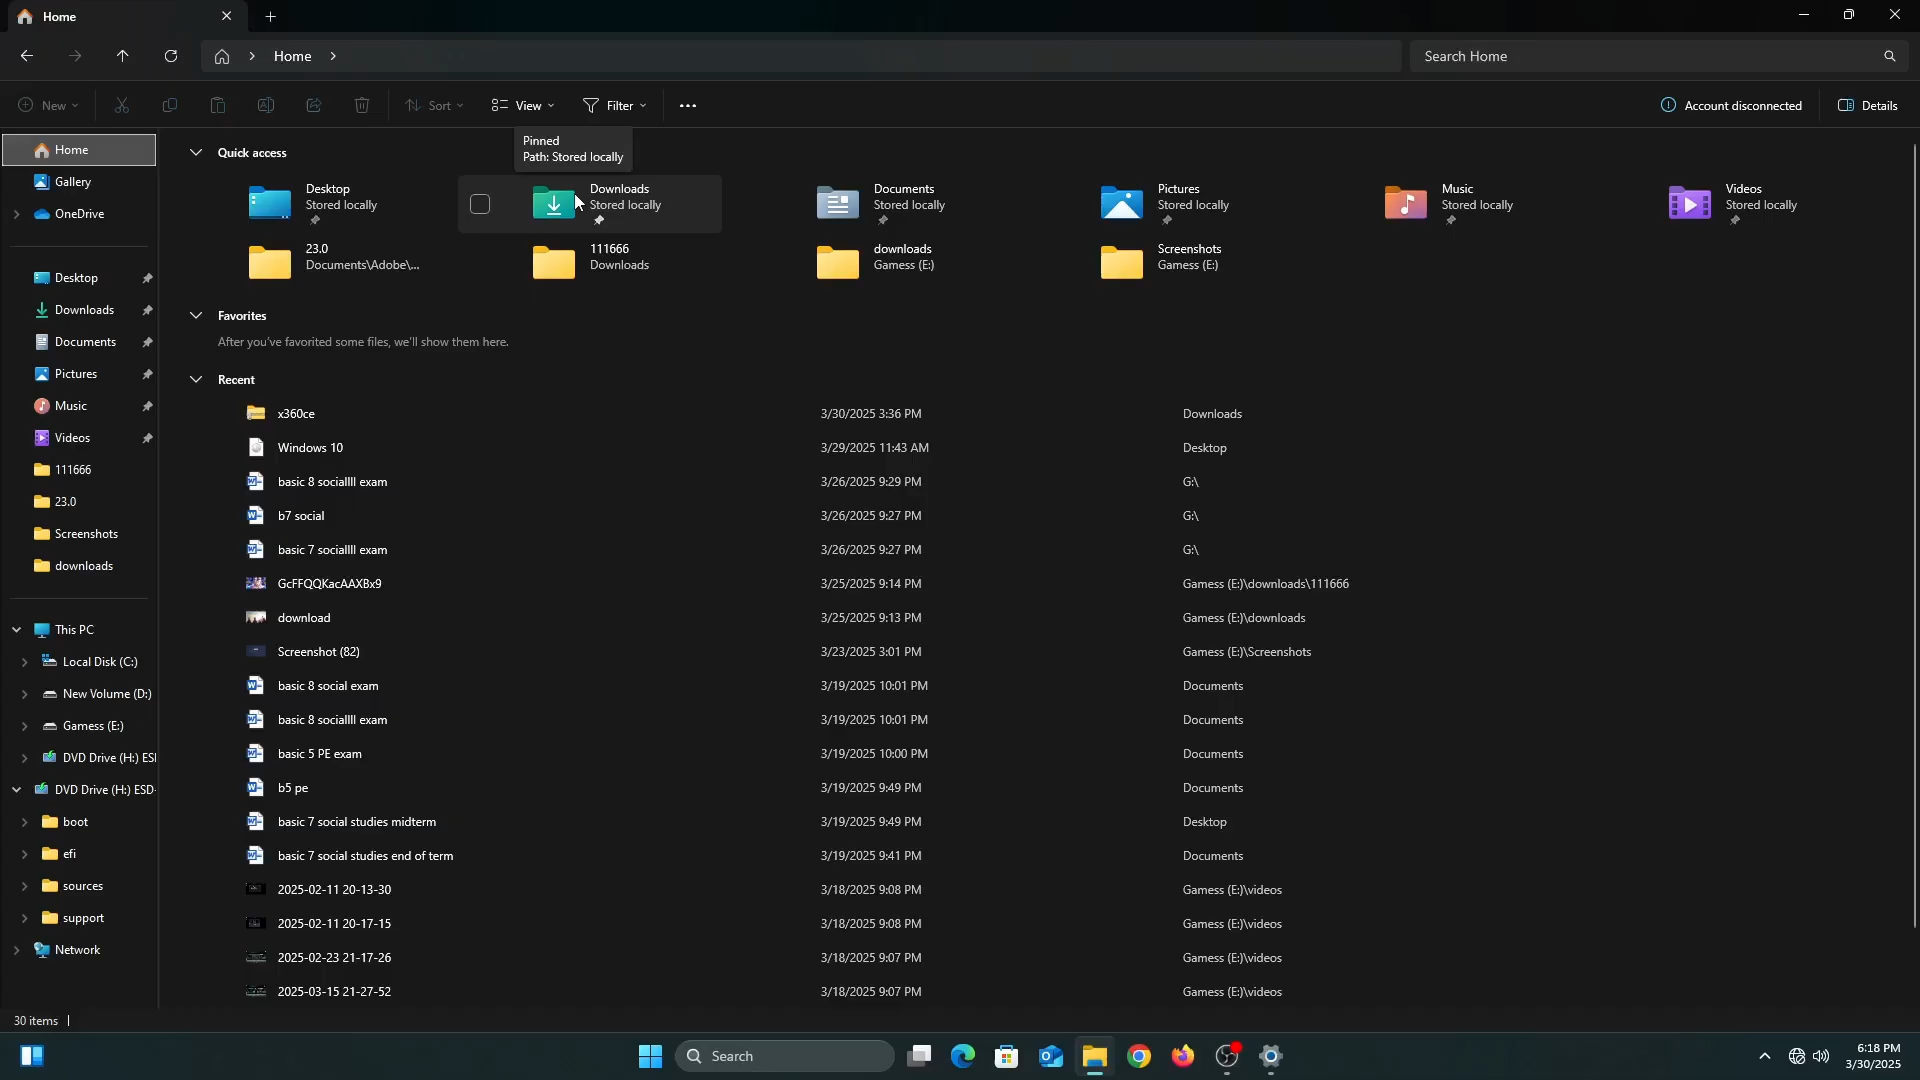 Home
Home
Search Home
New
Sort
View
Filter
Account disconnected
Details
Pinned
Path: Stored locally
Home
Gallery
OneDrive
Desktop
Downloads
Documents
Pictures
Music
Videos
111666
23.0
Screenshots
downloads
This PC
Local Disk (C:)
New Volume (D:)
Gamess (E:)
DVD Drive (H:) ESI
DVD Drive (H:) ESD-
boot
efi
sources
support
Network
Quick access
Desktop
Stored locally
Downloads
Stored locally
Documents
Stored locally
Pictures
Stored locally
Music
Stored locally
Videos
Stored locally
23.0
Documents\Adobe\...
111666
Downloads
downloads
Gamess (E:)
Screenshots
Gamess (E:)
Favorites
After you've favorited some files, we'll show them here.
Recent
x360ce 3/30/2025 3:36 PM Downloads
Windows 10 3/29/2025 11:43 AM Desktop
basic 8 sociallll exam 3/26/2025 9:29 PM G:\
b7 social 3/26/2025 9:27 PM G:\
basic 7 sociallll exam 3/26/2025 9:27 PM G:\
GcFFQQKacAAXBx9 3/25/2025 9:14 PM Gamess (E:)\downloads\111666
download 3/25/2025 9:13 PM Gamess (E:)\downloads
Screenshot (82) 3/23/2025 3:01 PM Gamess (E:)\Screenshots
basic 8 social exam 3/19/2025 10:01 PM Documents
basic 8 sociallll exam 3/19/2025 10:01 PM Documents
basic 5 PE exam 3/19/2025 10:00 PM Documents
b5 pe 3/19/2025 9:49 PM Documents
basic 7 social studies midterm 3/19/2025 9:49 PM Desktop
basic 7 social studies end of term 3/19/2025 9:41 PM Documents
2025-02-11 20-13-30 3/18/2025 9:08 PM Gamess (E:)\videos
2025-02-11 20-17-15 3/18/2025 9:08 PM Gamess (E:)\videos
2025-02-23 21-17-26 3/18/2025 9:07 PM Gamess (E:)\videos
2025-03-15 21-27-52 3/18/2025 9:07 PM Gamess (E:)\videos
30 items
Search
6:18 PM
3/30/2025